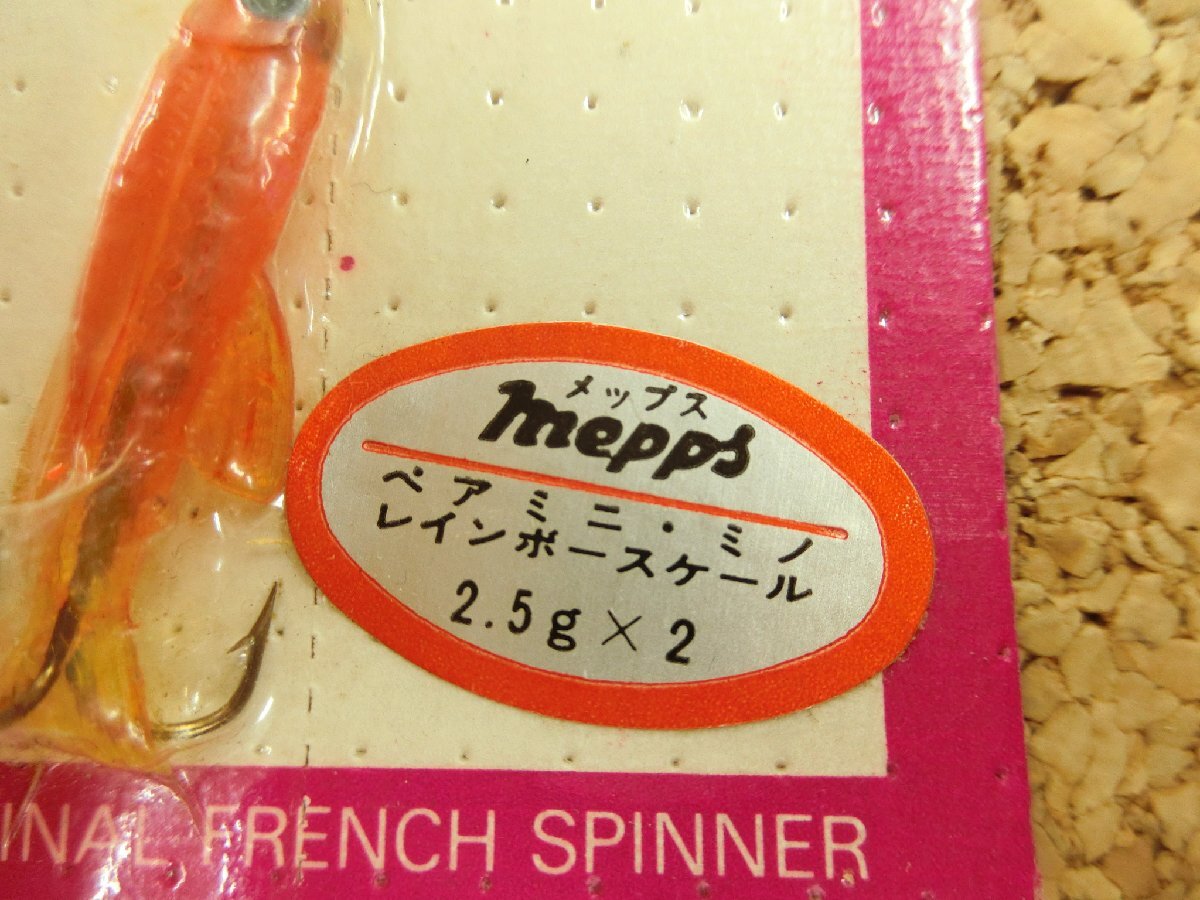 メップス
mepps
ペアミニ・ミノ
レインボースケール
2.5g×2
INAL FRENCH SPINNER